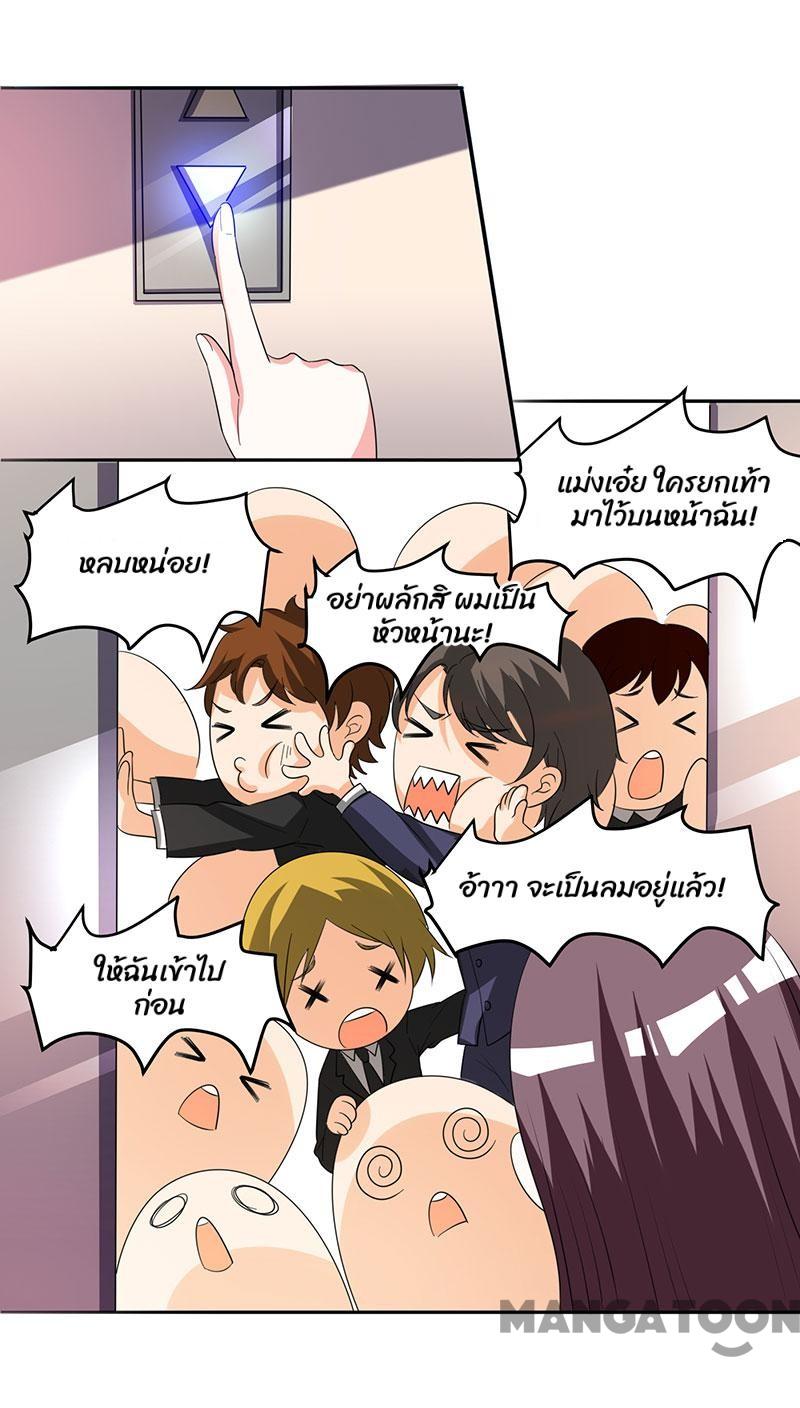 แม่งเอ๋ย ใครยกเท้า
มาไว้บนหน้าฉัน!
หลบหน่อย!
อย่าผลักสิ ผมเป็น
หัวหน้านะ!
อ้าาา จะเป็นลมอยู่แล้ว!
ให้ฉันเข้าไป
ก่อน
MANGATOON